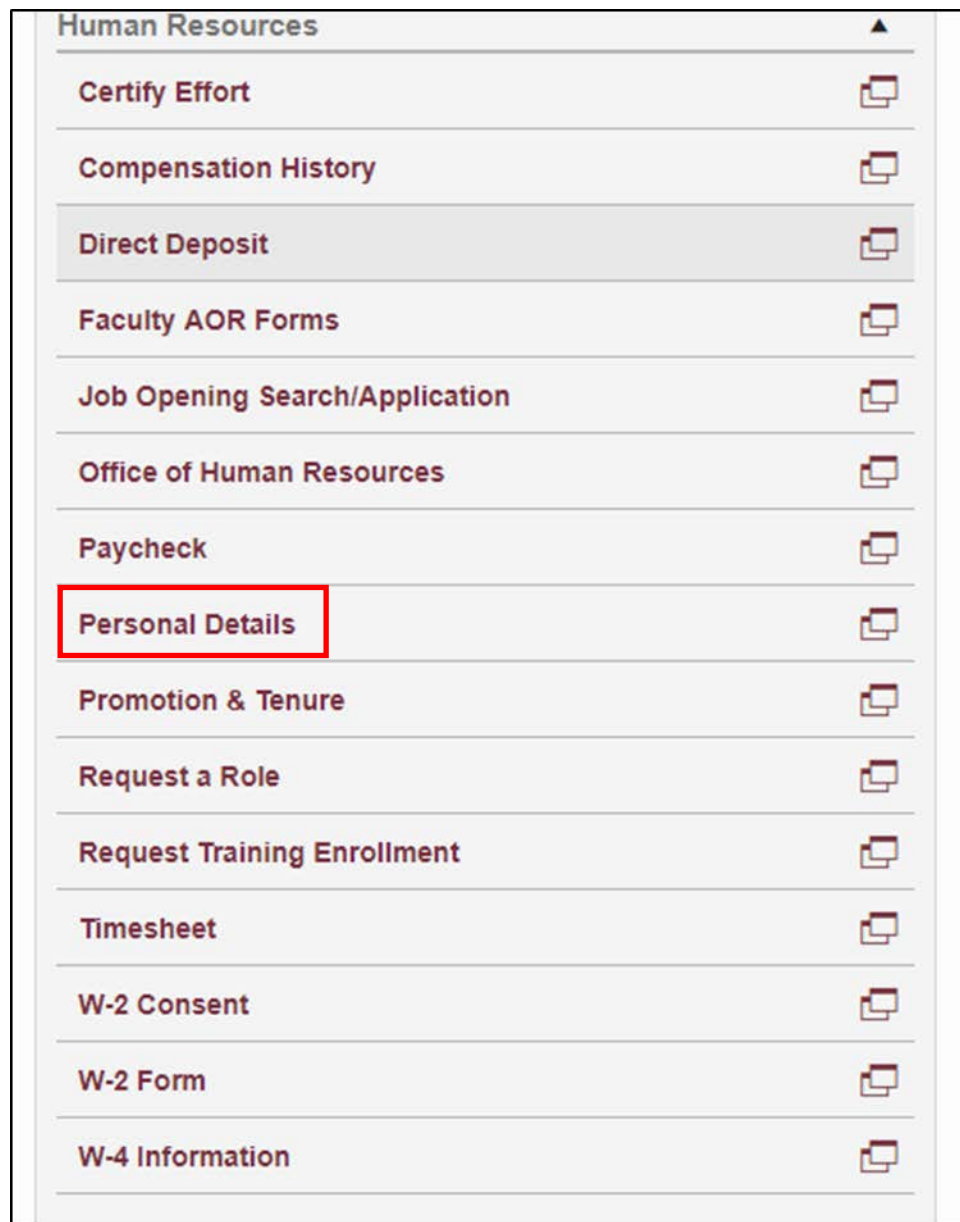 Human Resources
Certify Effort
Compensation History
Direct Deposit
Faculty AOR Forms
Job Opening Search/Application
Office of Human Resources
Paycheck
Personal Details
Promotion & Tenure
Request a Role
Request Training Enrollment
Timesheet
W-2 Consent
W-2 Form
W-4 Information